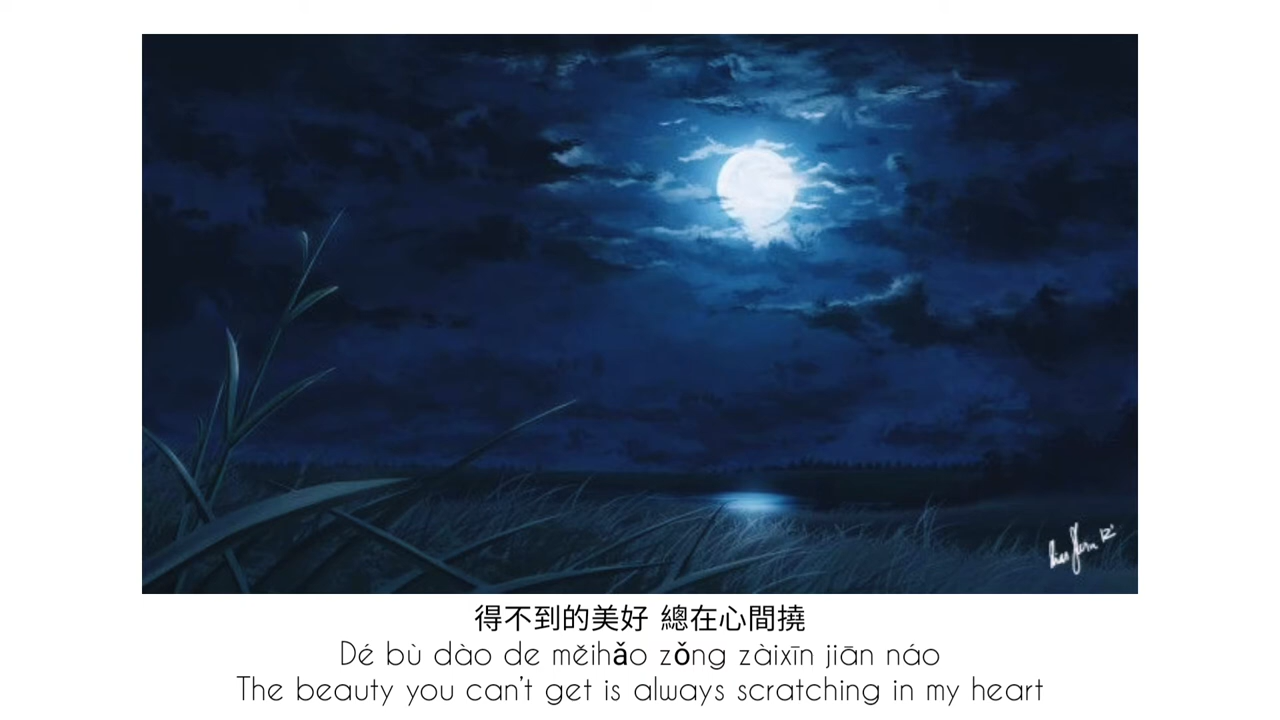 得不到的美好 總在心間撓
Dé bù dào de měihǎo zǒng zàixīn jiān náo
The beauty you can't get is always scratching in my heart